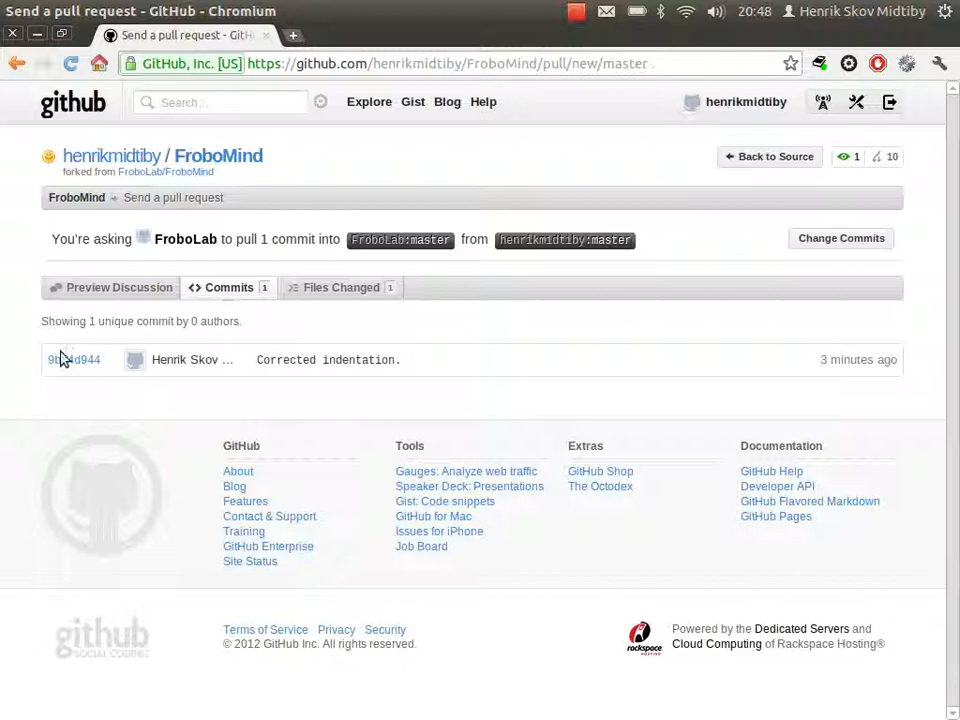 Send a pull request - GitHub - Chromium
20:48 Henrik Skov Midtiby
Send a pull request - GitH
GitHub, Inc. [US] https://github.com/henrikmidtiby/FroboMind/pull/new/master
github Search... Explore Gist Blog Help henrikmidtiby
henrikmidtiby / FroboMind Back to Source 1 10
forked from FroboLab/FroboMind
FroboMind Send a pull request
You're asking FroboLab to pull 1 commit into FroboLab:master from henrikmidtiby:master Change Commits
Preview Discussion Commits 1 Files Changed 1
Showing 1 unique commit by 0 authors.
Henrik Skov ... Corrected indentation. 3 minutes ago
GitHub Tools Extras Documentation
About Gauges: Analyze web traffic GitHub Shop GitHub Help
Blog Speaker Deck: Presentations The Octodex Developer API
Features Gist: Code snippets GitHub Flavored Markdown
Contact & Support GitHub for Mac GitHub Pages
Training Issues for iPhone
GitHub Enterprise Job Board
Site Status
github
SOCIAL CODING
Terms of Service Privacy Security
© 2012 GitHub Inc. All rights reserved.
rackspace
HOSTING
Powered by the Dedicated Servers and
Cloud Computing of Rackspace Hosting®